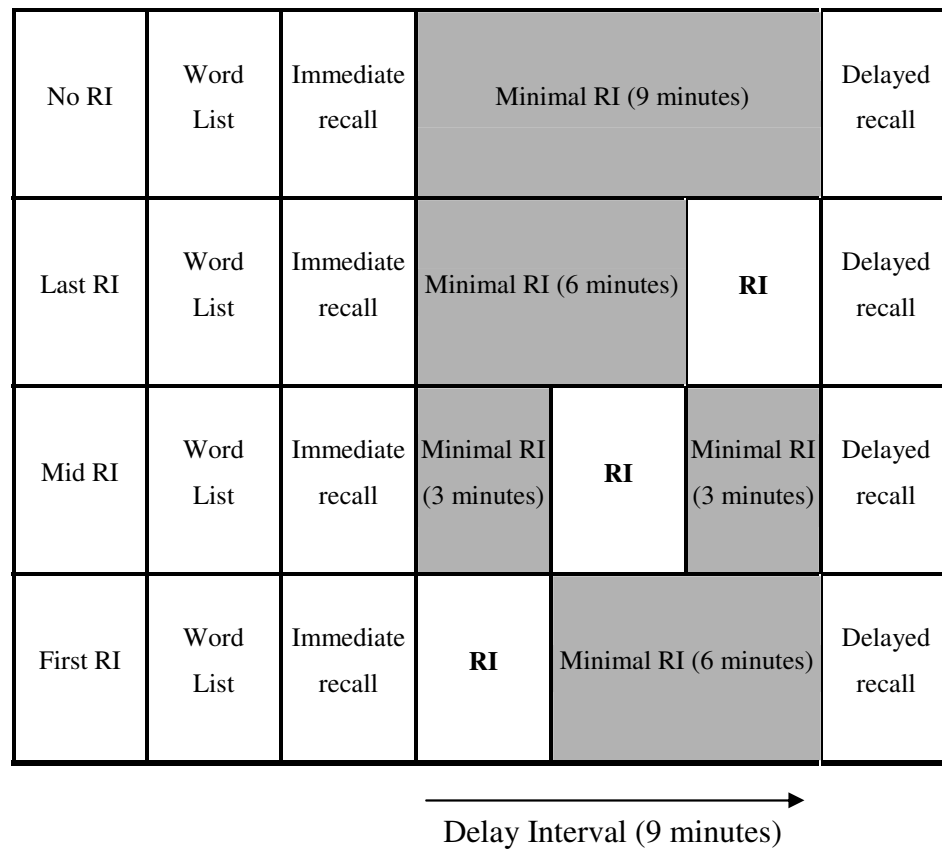 No RI
Word
List
Immediate
recall
Minimal RI (9 minutes)
Delayed
recall
Last RI
Word
List
Immediate
recall
Minimal RI (6 minutes)
RI
Delayed
recall
Mid RI
Word
List
Immediate
recall
Minimal RI
(3 minutes)
RI
Minimal RI
(3 minutes)
Delayed
recall
First RI
Word
List
Immediate
recall
RI
Minimal RI (6 minutes)
Delayed
recall
Delay Interval (9 minutes)